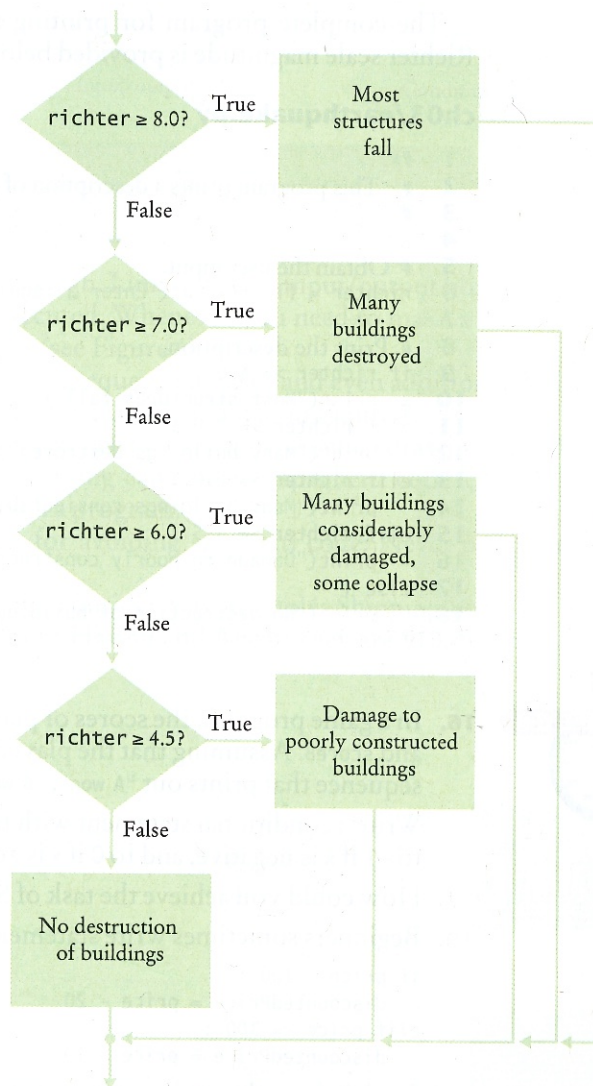 richter ≥ 8.0?
True
Most
structures
fall
False
richter ≥ 7.0?
True
Many
buildings
destroyed
False
richter ≥ 6.0?
True
Many buildings
considerably
damaged,
some collapse
False
richter ≥ 4.5?
True
Damage to
poorly constructed
buildings
False
No destruction
of buildings